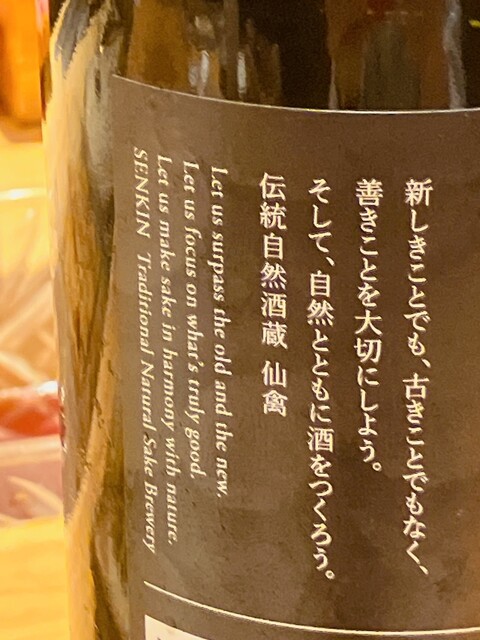 新しきことでも、古きことでもなく、
善きことを大切にしよう。
そして、自然とともに酒をつくろう。
伝統自然酒蔵 仙禽
Let us surpass the old and the new.
Let us focus on what's truly good.
Let us make sake in harmony with nature.
SENKIN Traditional Natural Sake Brewery